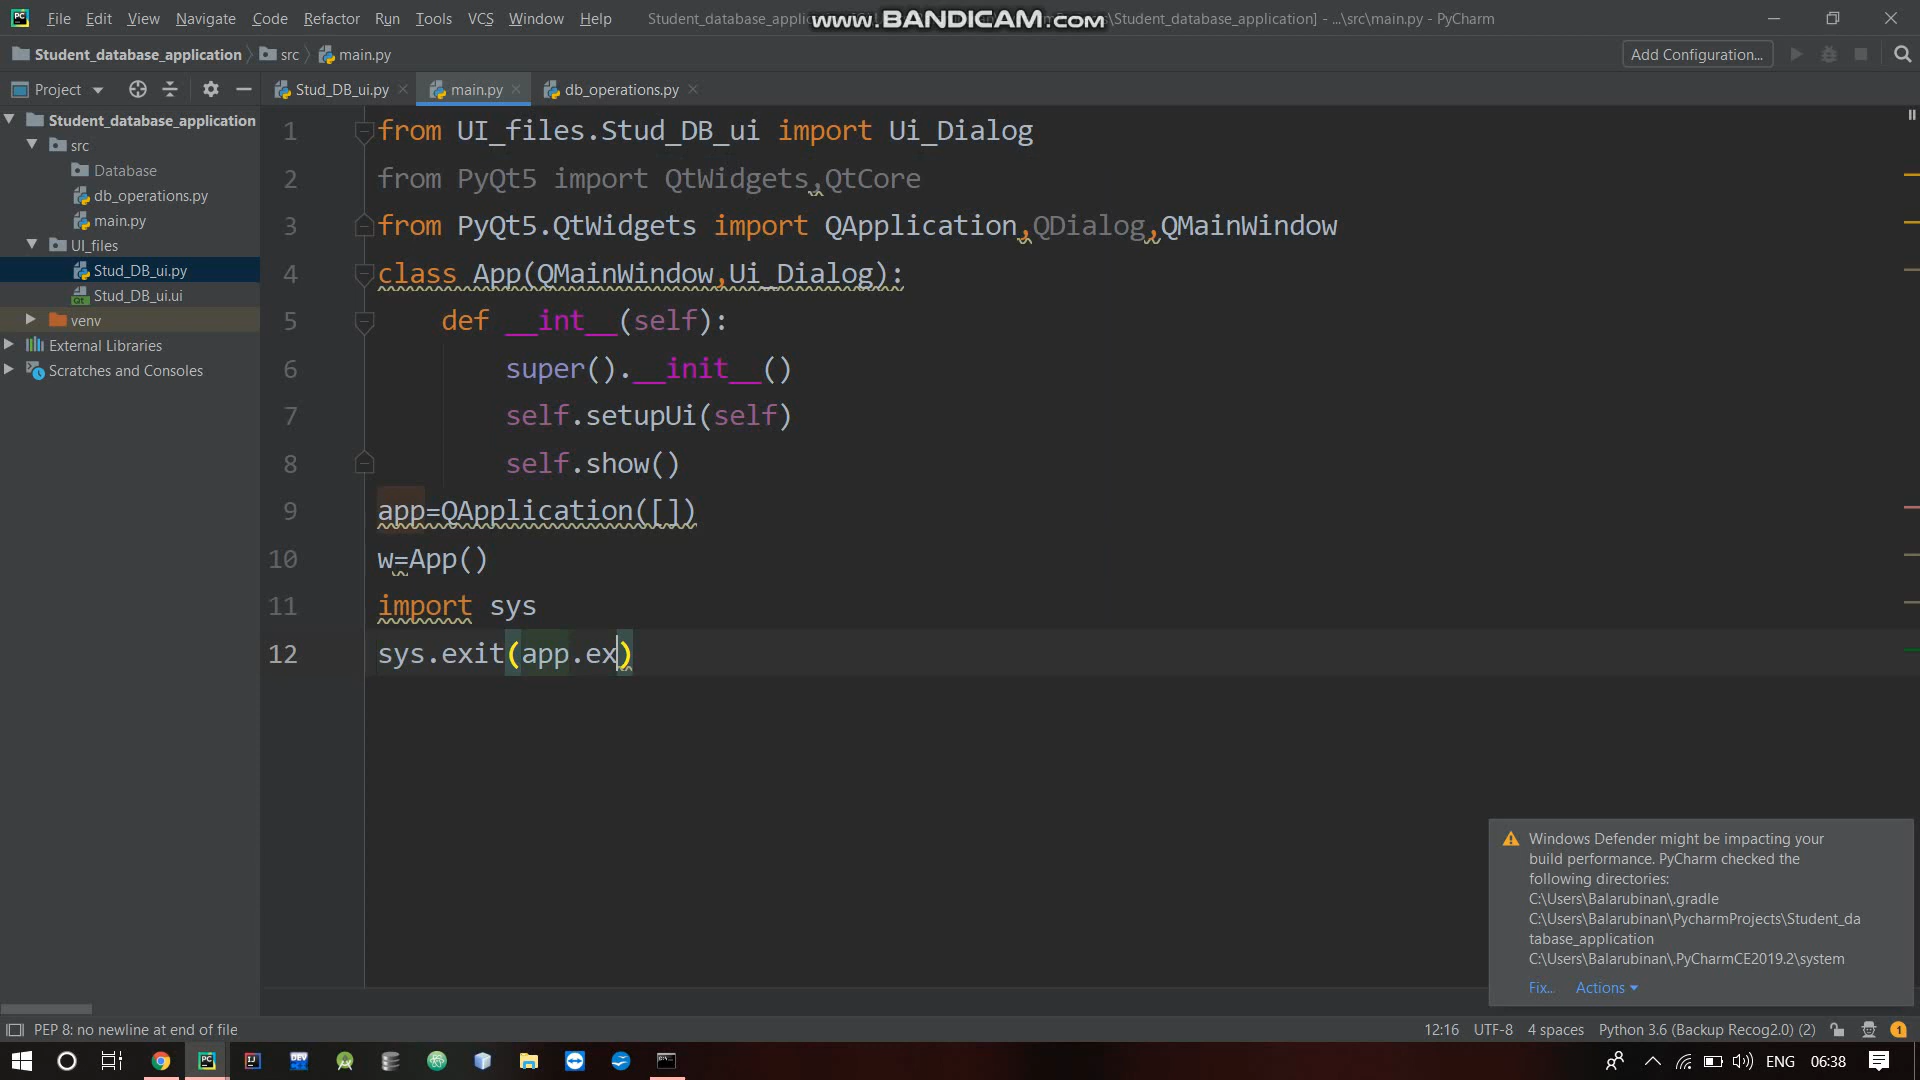 File Edit View Navigate Code Refactor Run Tools VCS Window Help
www.BANDICAM.com
\Student_database_application] - ...\src\main.py - PyCharm
Student_database_application src main.py
Add Configuration...
Project
Stud_DB_ui.py main.py db_operations.py
Student_database_application
src
Database
db_operations.py
main.py
UI_files
Stud_DB_ui.py
Stud_DB_ui.ui
venv
External Libraries
Scratches and Consoles
1 from UI_files.Stud_DB_ui import Ui_Dialog
2 from PyQt5 import QtWidgets,QtCore
3 from PyQt5.QtWidgets import QApplication,QDialog,QMainWindow
4 class App(QMainWindow,Ui_Dialog):
5 def __int__(self):
6 super().__init__()
7 self.setupUi(self)
8 self.show()
9 app=QApplication([])
10 w=App()
11 import sys
12 sys.exit(app.ex)
Windows Defender might be impacting your
build performance. PyCharm checked the
following directories:
C:\Users\Balarubinan\.gradle
C:\Users\Balarubinan\PycharmProjects\Student_da
tabase_application
C:\Users\Balarubinan\.PyCharmCE2019.2\system
Fix... Actions
PEP 8: no newline at end of file
12:16 UTF-8 4 spaces Python 3.6 (Backup Recog2.0) (2)
ENG 06:38